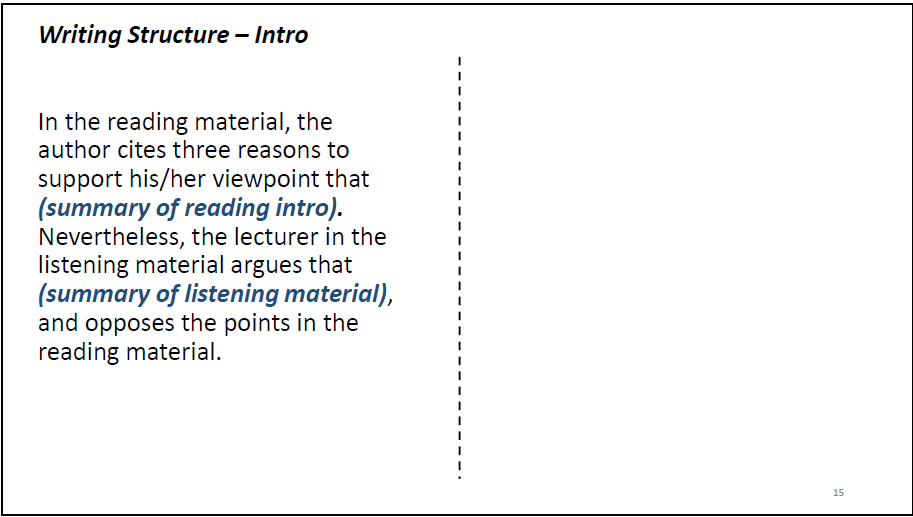 Writing Structure – Intro
In the reading material, the
author cites three reasons to
support his/her viewpoint that
(summary of reading intro).
Nevertheless, the lecturer in the
listening material argues that
(summary of listening material),
and opposes the points in the
reading material.
15